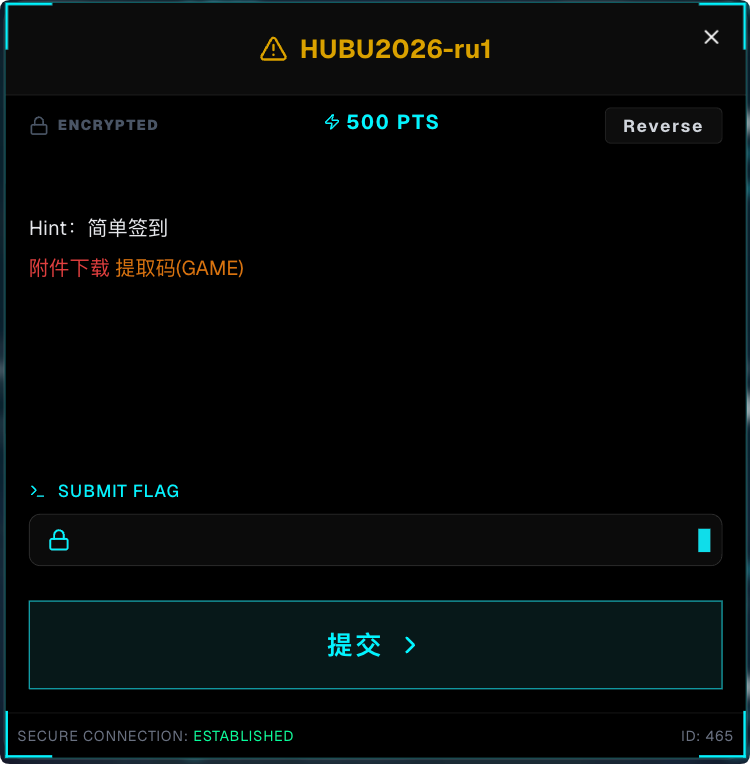 HUBU2026-ru1
ENCRYPTED
500 PTS
Reverse
Hint：简单签到
附件下载 提取码(GAME)
>_ SUBMIT FLAG
提交
SECURE CONNECTION: ESTABLISHED
ID: 465